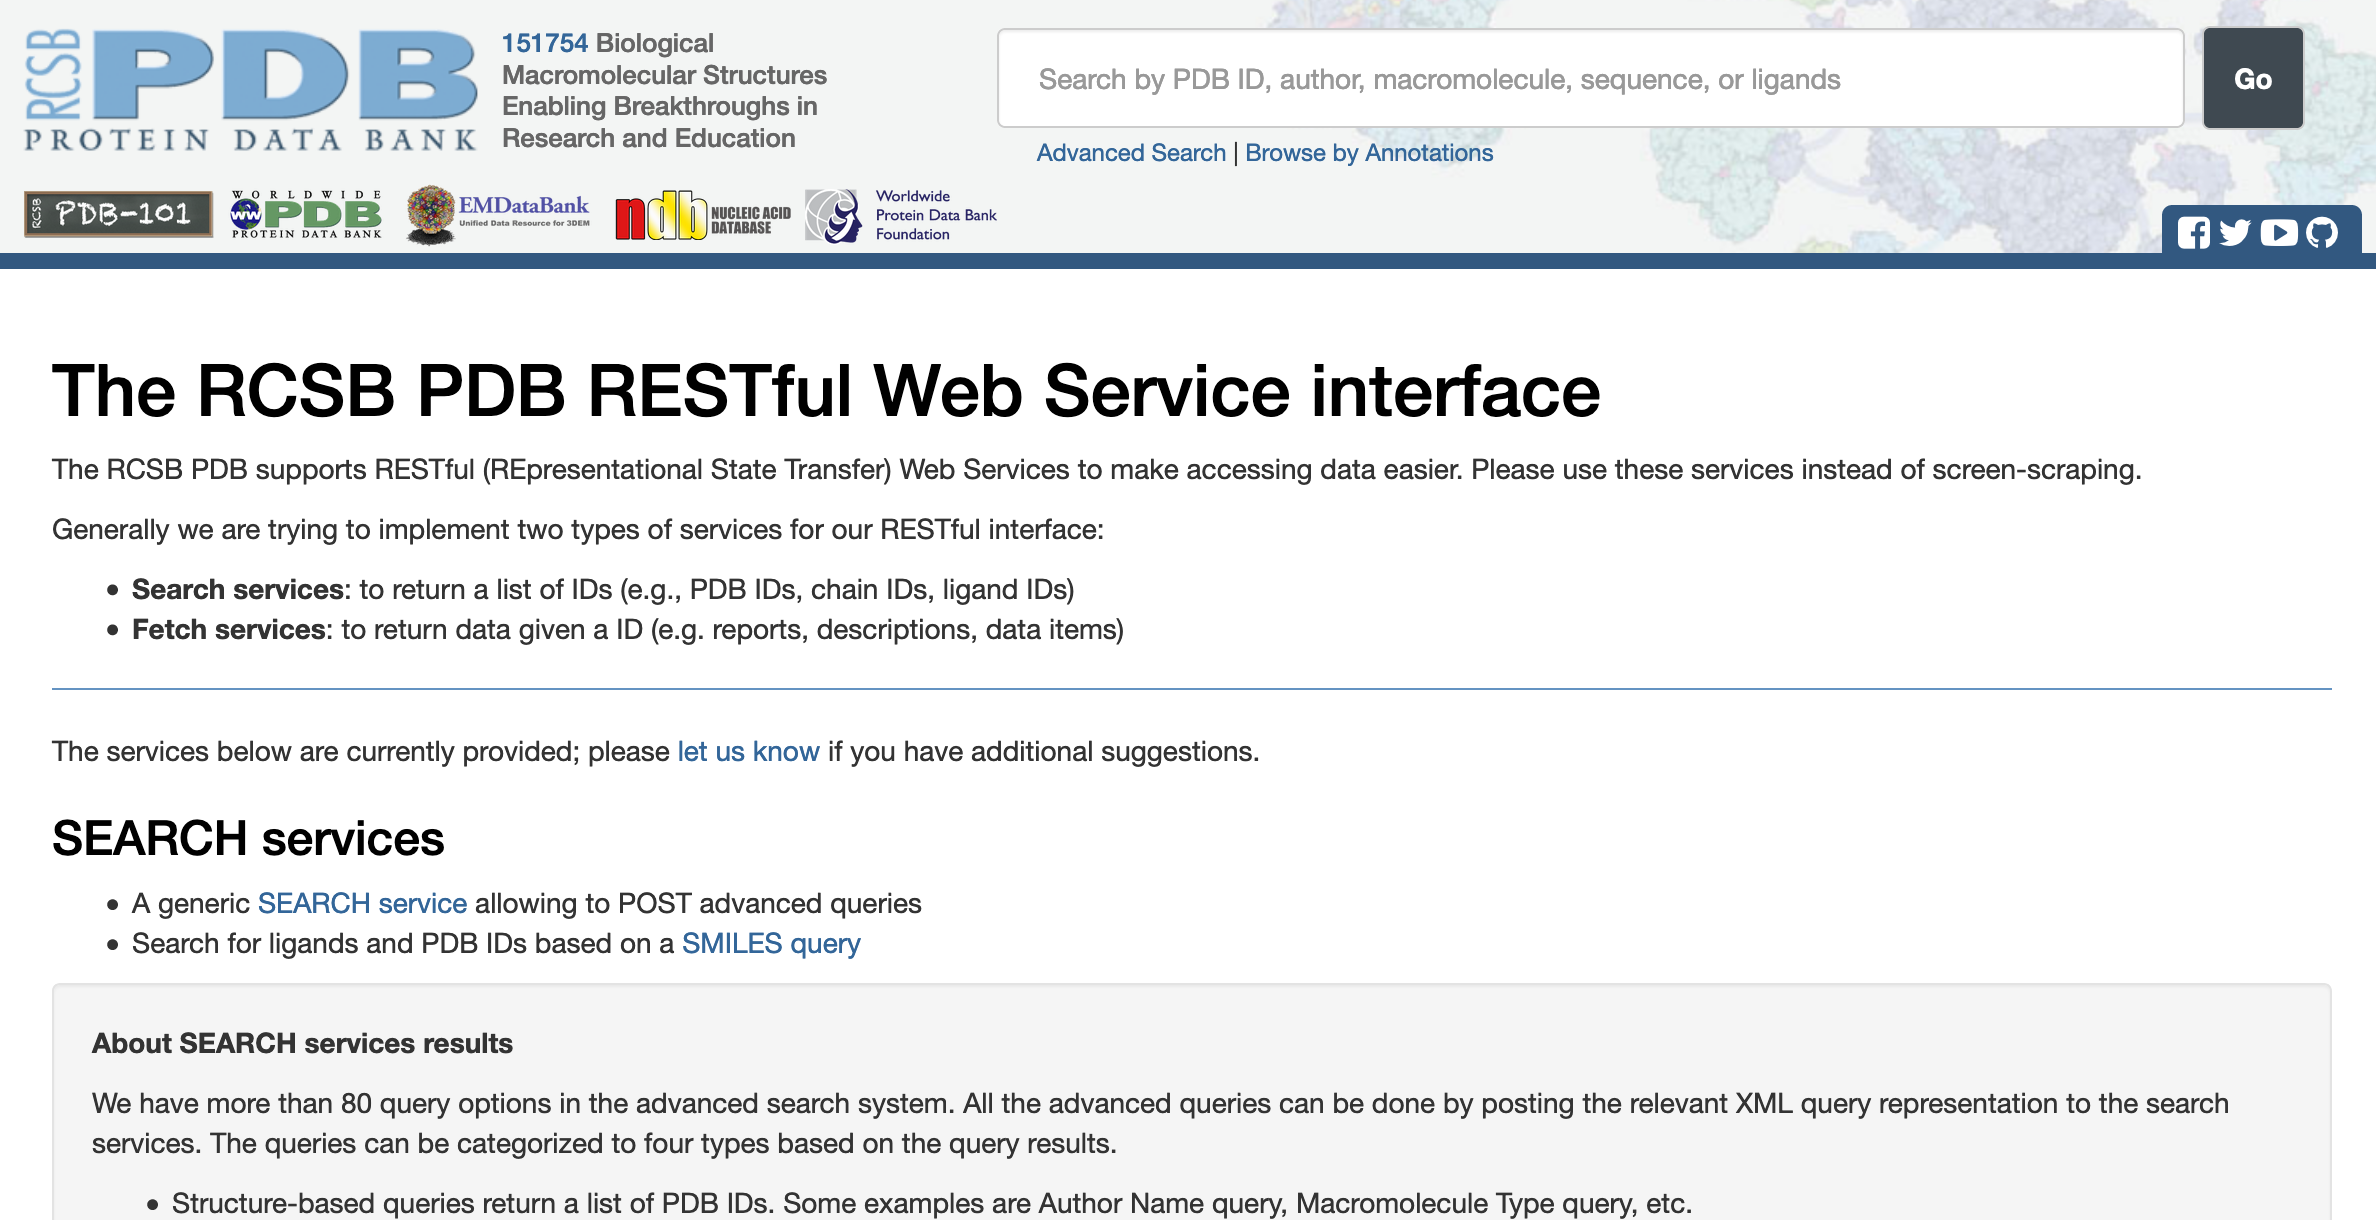 RCSB PDB
PROTEIN DATA BANK
151754 Biological
Macromolecular Structures
Enabling Breakthroughs in
Research and Education
Search by PDB ID, author, macromolecule, sequence, or ligands
Go
Advanced Search | Browse by Annotations
RCSB PDB-101
WORLDWIDE
ww PDB
PROTEIN DATA BANK
EMDataBank
Unified Data Resource for 3DEM
ndb NUCLEIC ACID
DATABASE
Worldwide
Protein Data Bank
Foundation
The RCSB PDB RESTful Web Service interface
The RCSB PDB supports RESTful (REpresentational State Transfer) Web Services to make accessing data easier. Please use these services instead of screen-scraping.
Generally we are trying to implement two types of services for our RESTful interface:
• Search services: to return a list of IDs (e.g., PDB IDs, chain IDs, ligand IDs)
• Fetch services: to return data given a ID (e.g. reports, descriptions, data items)
The services below are currently provided; please let us know if you have additional suggestions.
SEARCH services
• A generic SEARCH service allowing to POST advanced queries
• Search for ligands and PDB IDs based on a SMILES query
About SEARCH services results
We have more than 80 query options in the advanced search system. All the advanced queries can be done by posting the relevant XML query representation to the search
services. The queries can be categorized to four types based on the query results.
• Structure-based queries return a list of PDB IDs. Some examples are Author Name query, Macromolecule Type query, etc.